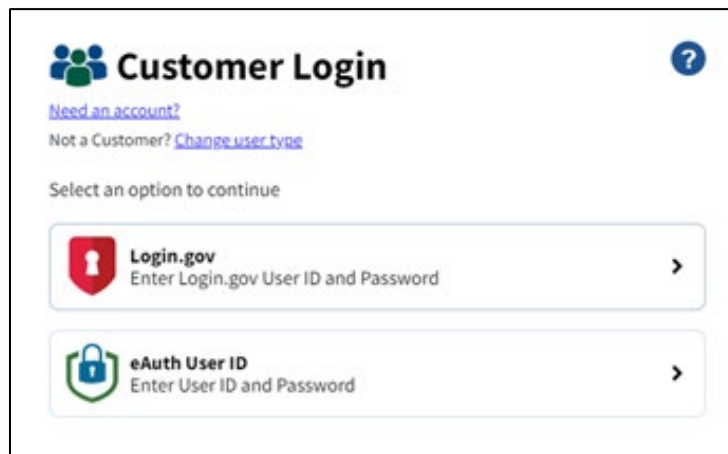 Customer Login
?
Need an account?
Not a Customer? Change user type
Select an option to continue
Login.gov
Enter Login.gov User ID and Password
eAuth User ID
Enter User ID and Password